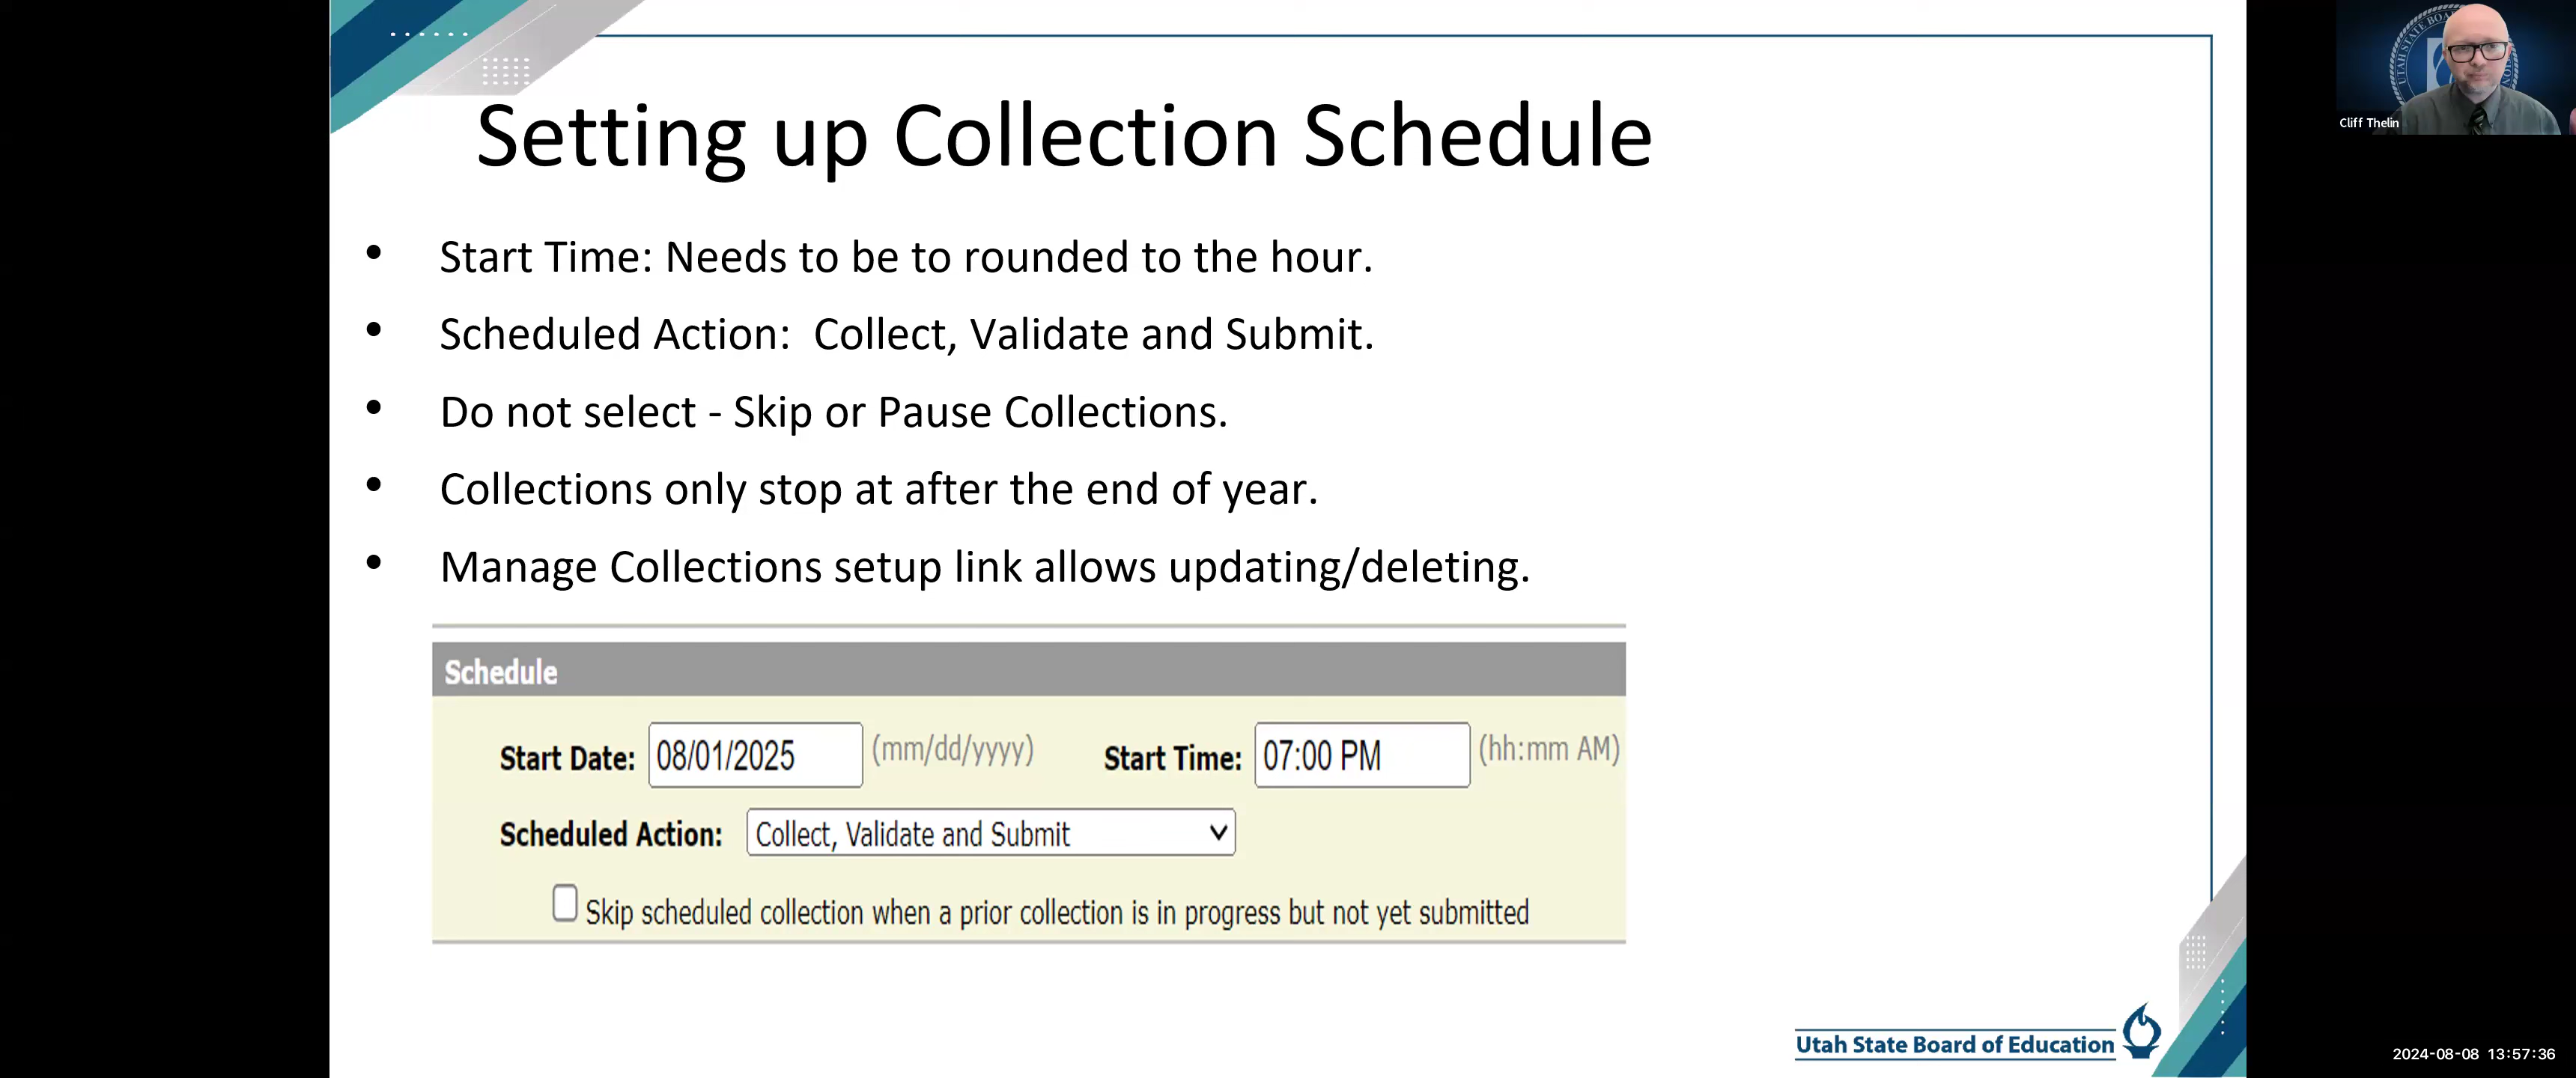 Setting up Collection Schedule
• Start Time: Needs to be to rounded to the hour.
• Scheduled Action:  Collect, Validate and Submit.
• Do not select - Skip or Pause Collections.
• Collections only stop at after the end of year.
• Manage Collections setup link allows updating/deleting.
Schedule
Start Date: 08/01/2025 (mm/dd/yyyy) Start Time: 07:00 PM (hh:mm AM)
Scheduled Action: Collect, Validate and Submit
Skip scheduled collection when a prior collection is in progress but not yet submitted
Utah State Board of Education
UTAH STATE BOA
Cliff Thelin
2024-08-08 13:57:36